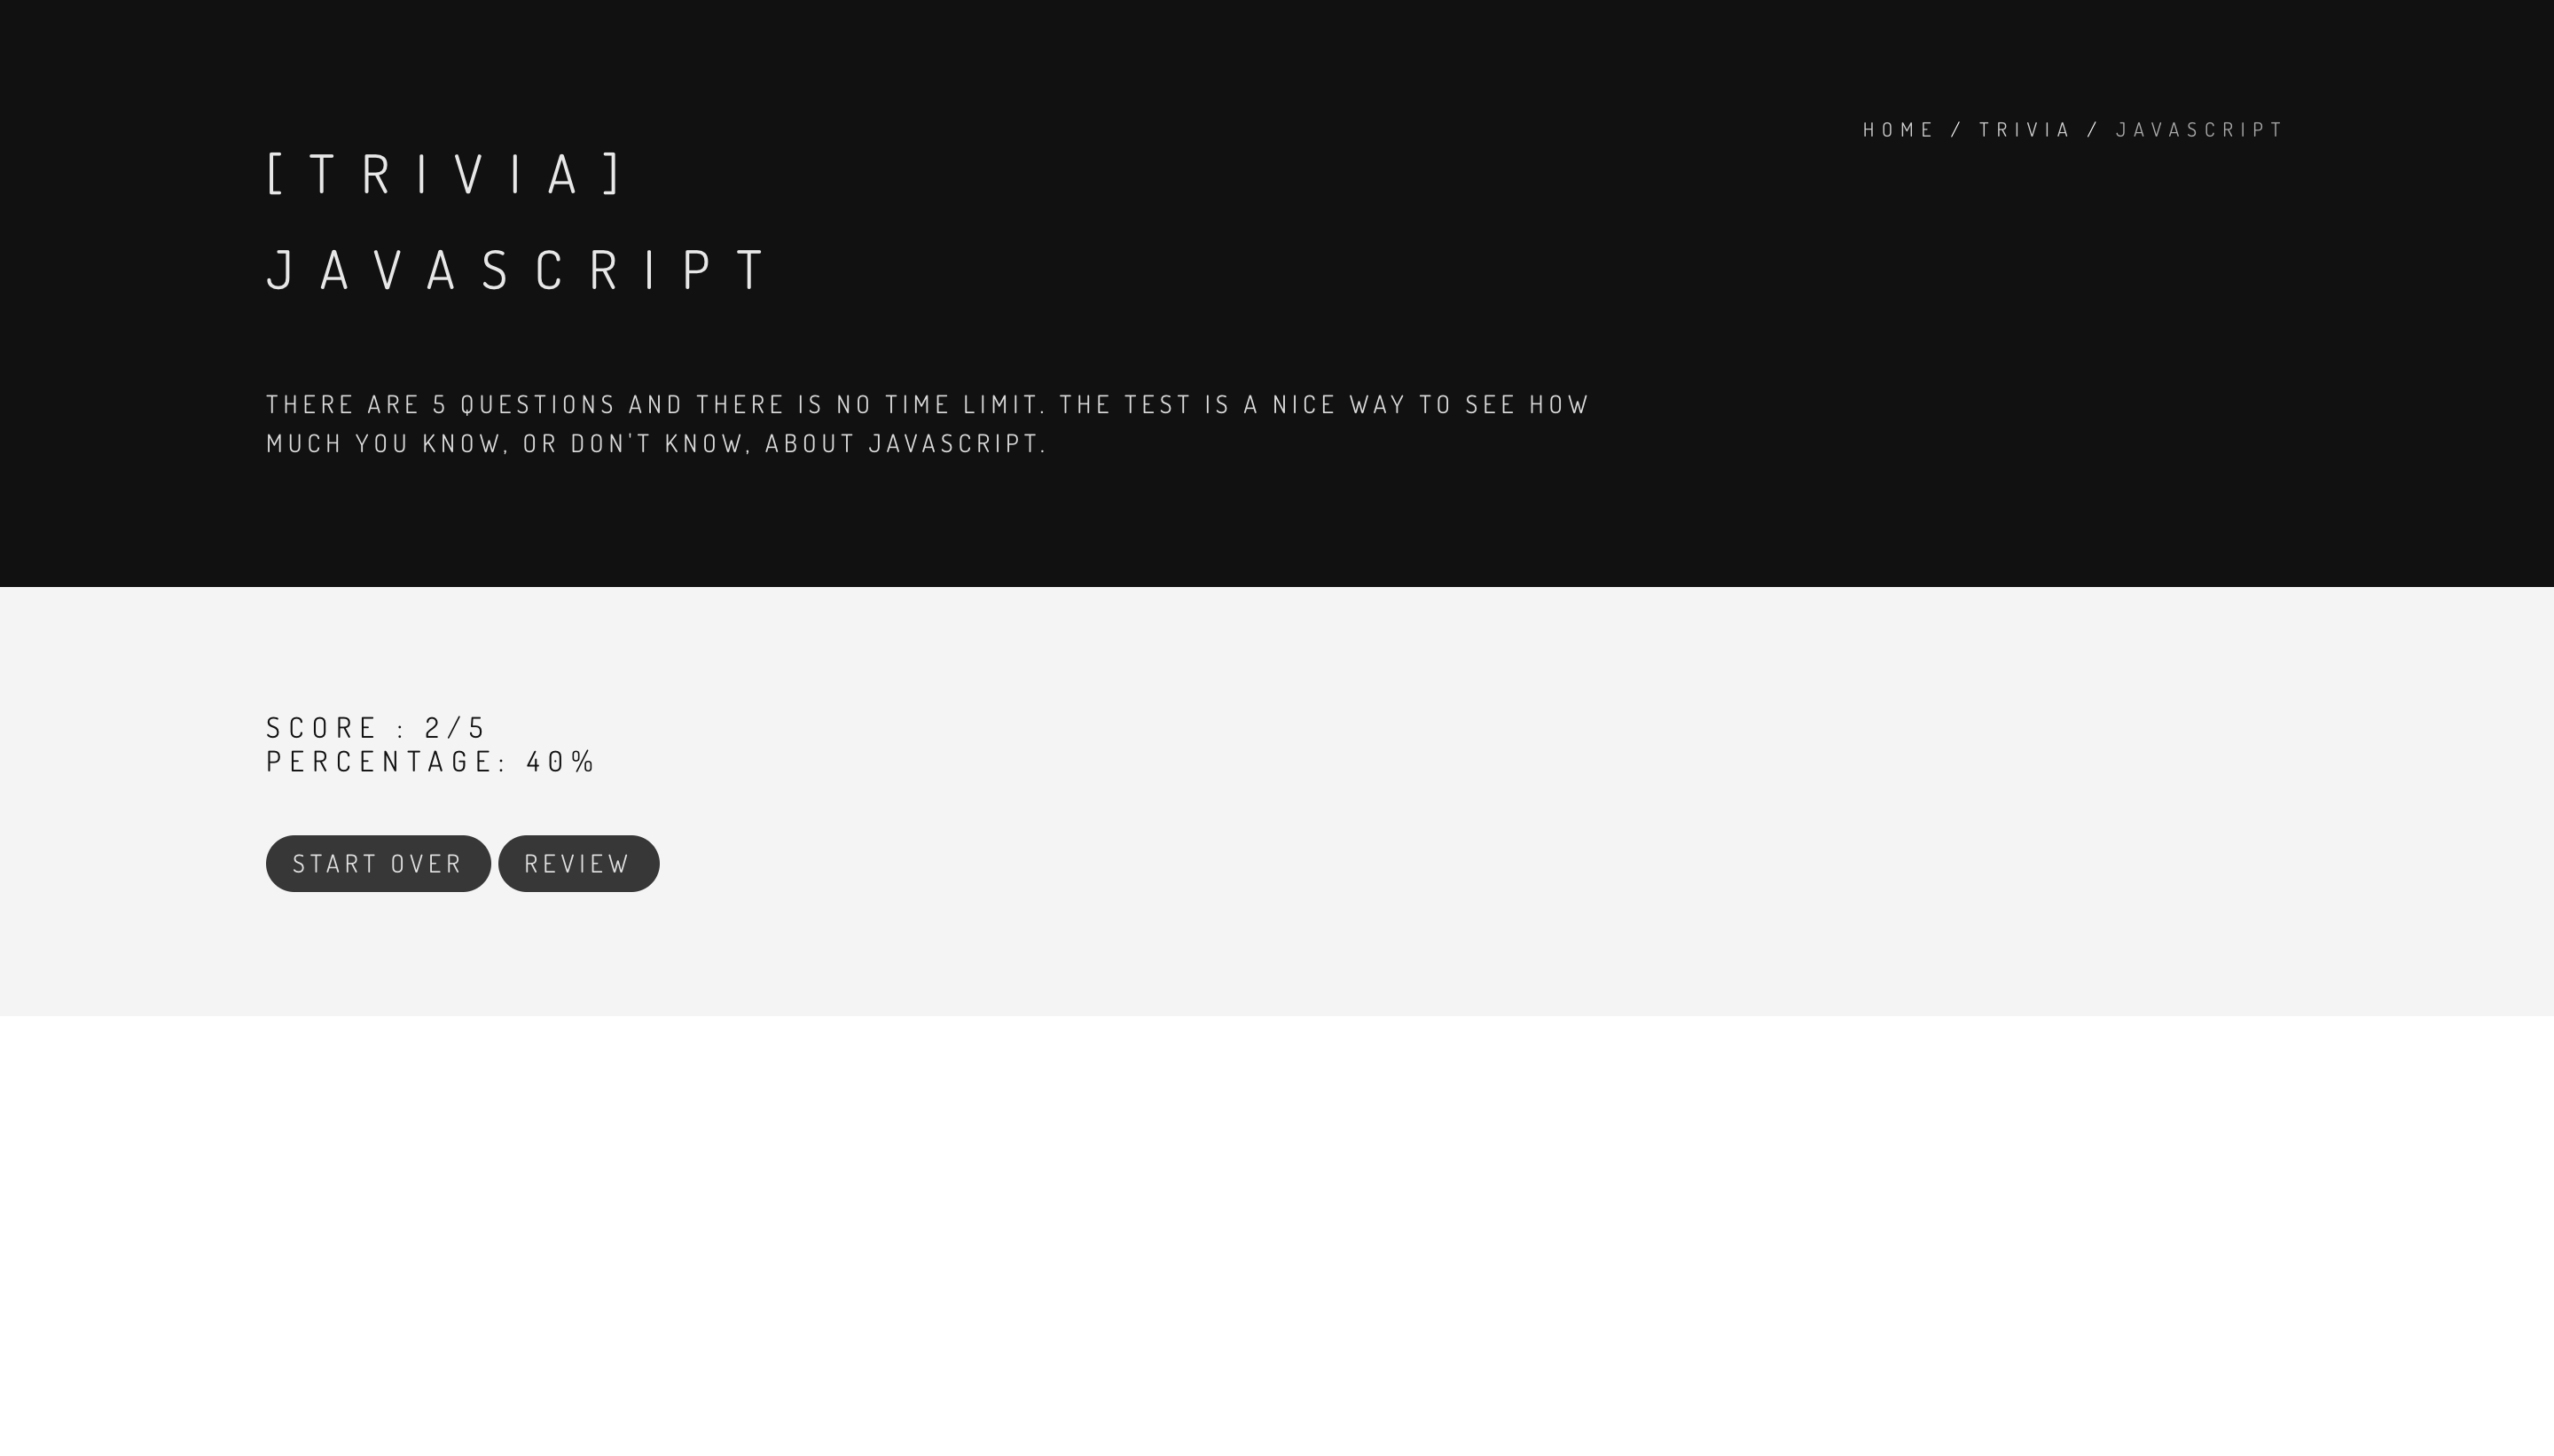 HOME / TRIVIA / JAVASCRIPT
[TRIVIA]
JAVASCRIPT
THERE ARE 5 QUESTIONS AND THERE IS NO TIME LIMIT. THE TEST IS A NICE WAY TO SEE HOW
MUCH YOU KNOW, OR DON'T KNOW, ABOUT JAVASCRIPT.
SCORE : 2/5
PERCENTAGE: 40%
START OVER REVIEW